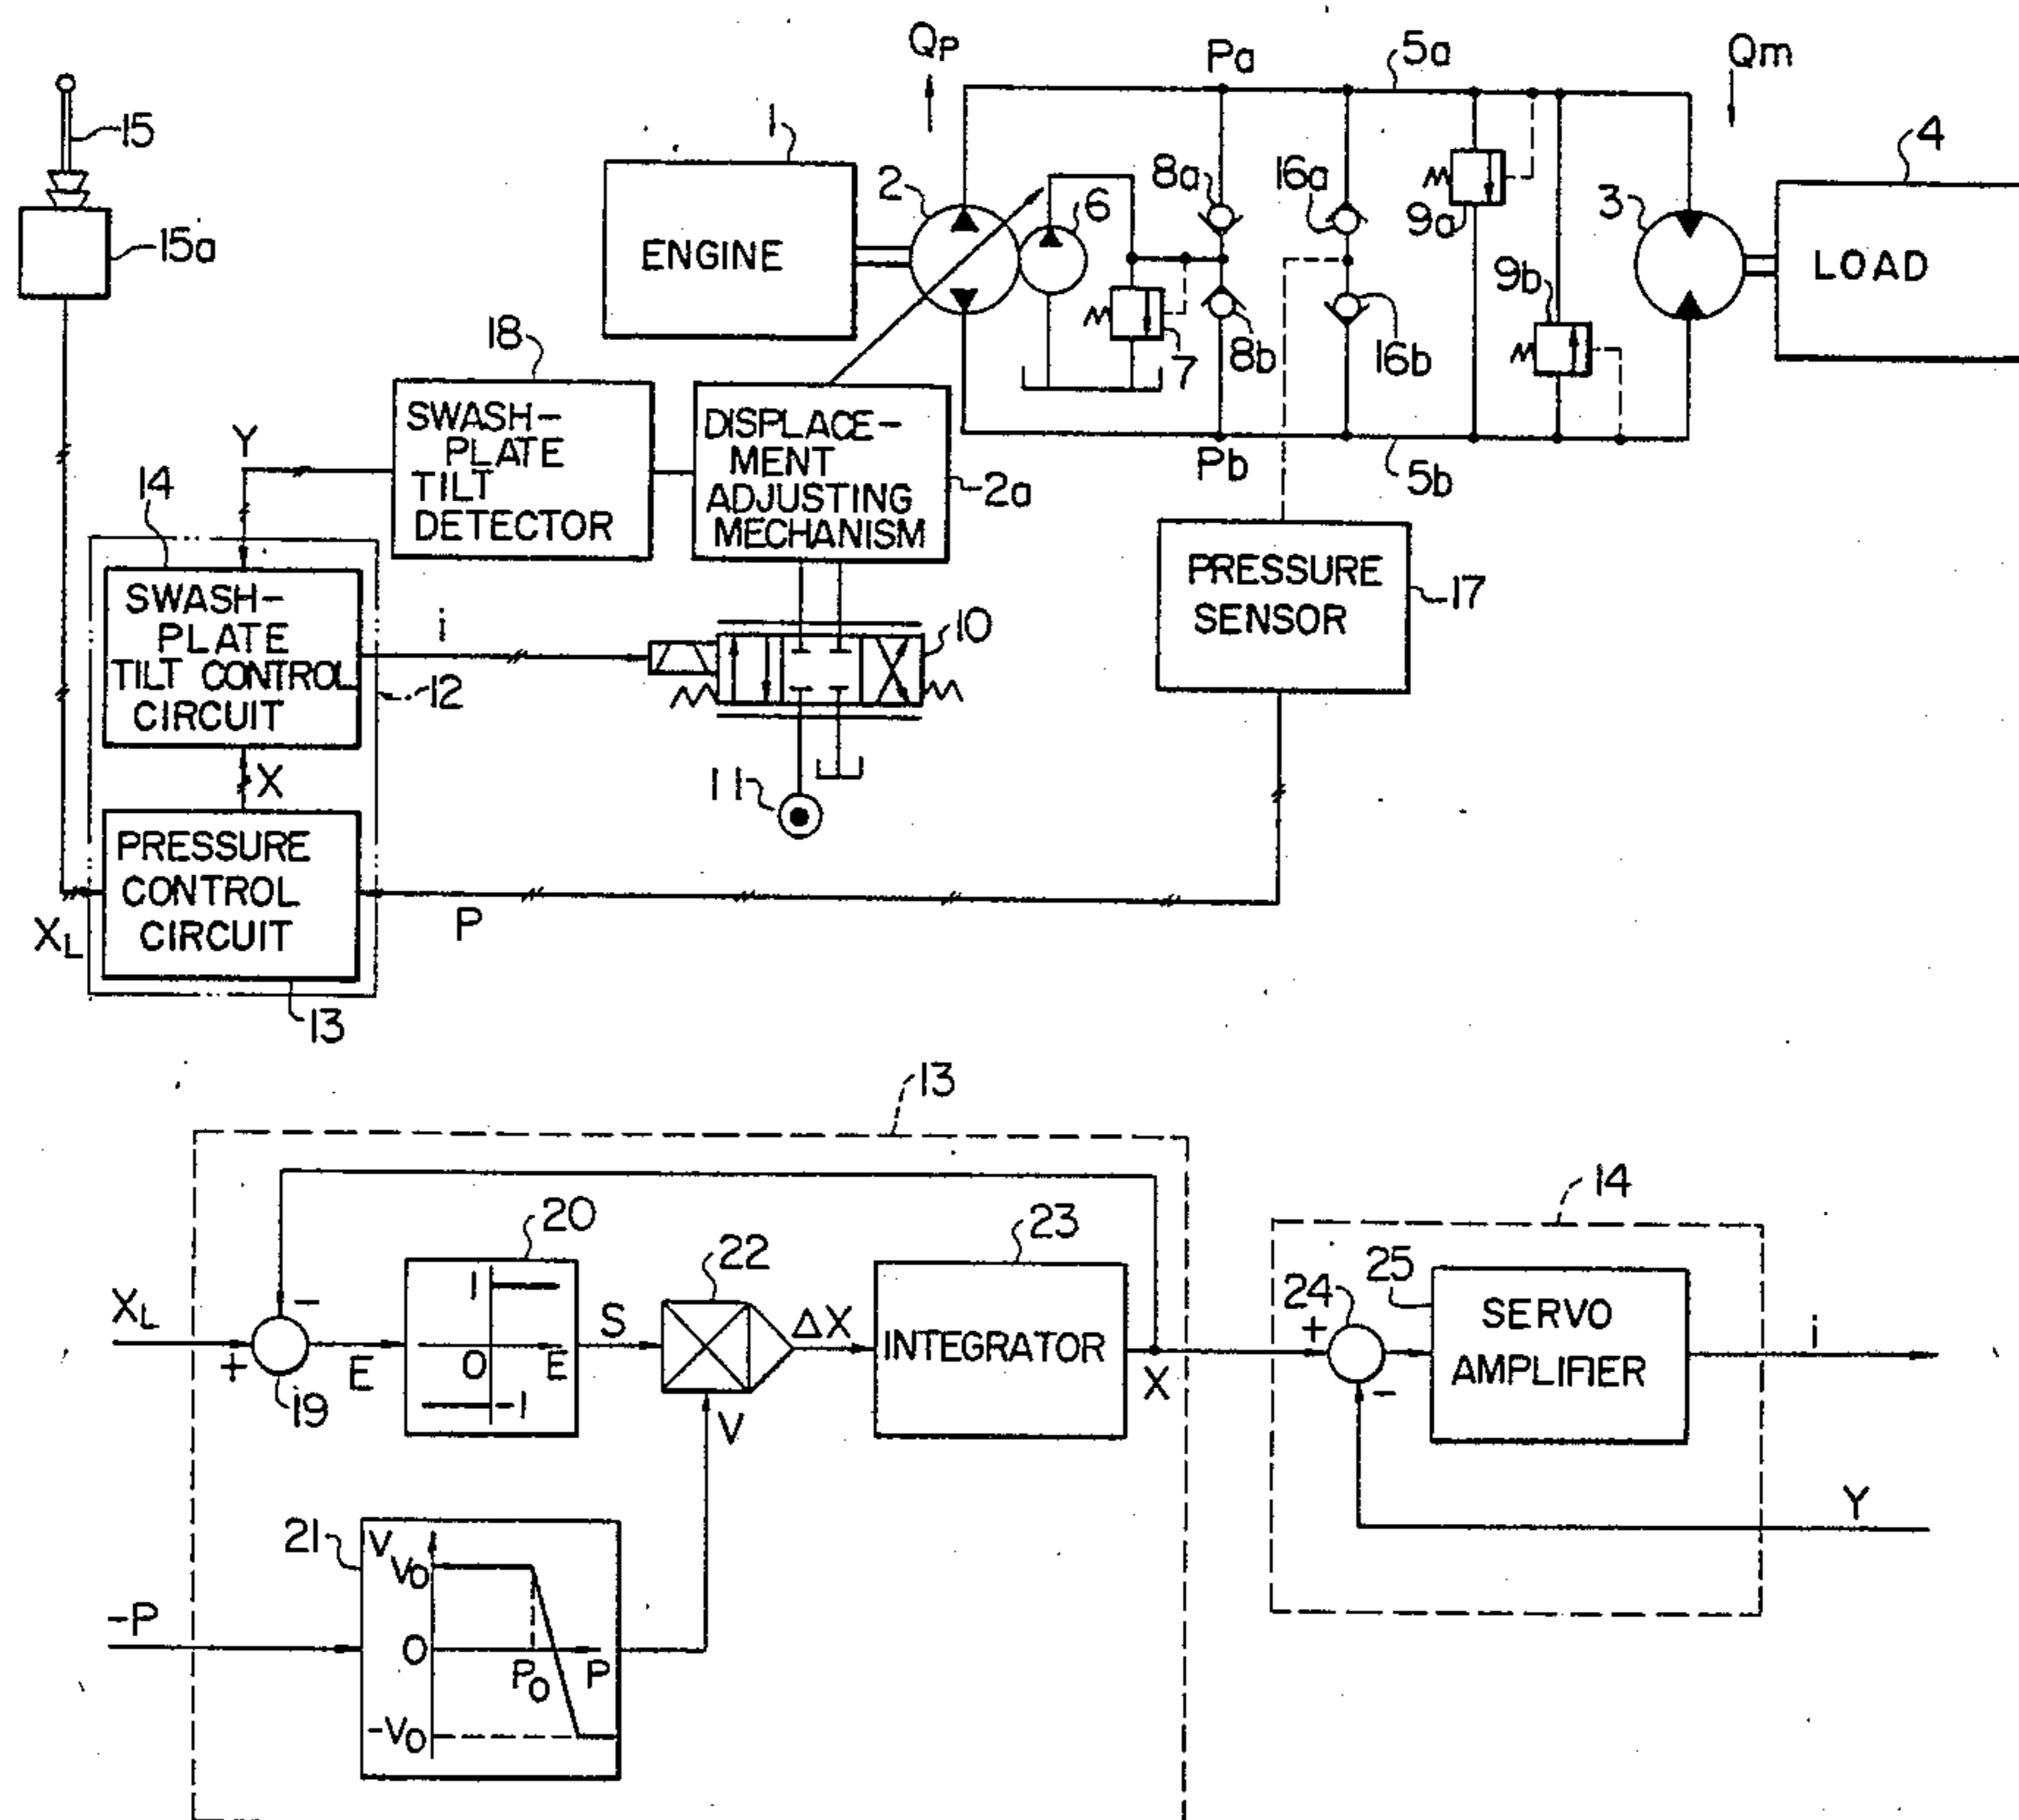 Qp
Pa
5a
Qm
15
1
4
2
8a
16a
6
9a
3
15a
ENGINE
LOAD
9b
18
7
8b
16b
SWASH-
PLATE
TILT
DETECTOR
DISPLACE-
MENT
ADJUSTING
MECHANISM
2a
Pb
5b
Y
14
PRESSURE
SENSOR
17
SWASH-
PLATE
TILT CONTROL
CIRCUIT
i
10
12
X
11
PRESSURE
CONTROL
CIRCUIT
XL
P
13
13
14
20
23
22
25
24
XL
+
-
19
E
1
0
E
-1
S
ΔX
V
INTEGRATOR
X
+
-
SERVO
AMPLIFIER
i
Y
21
V
Vo
-P
0
Po
P
-Vo